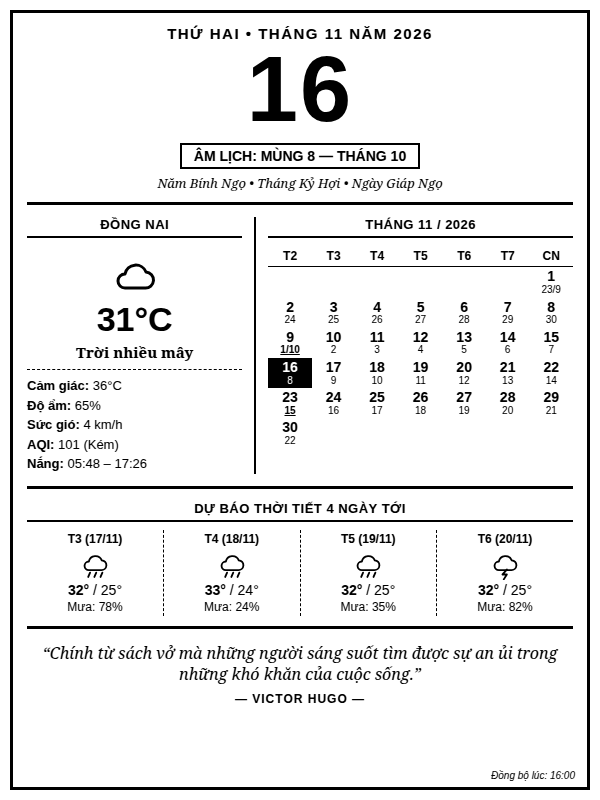 THỨ HAI • THÁNG 11 NĂM 2026
16
ÂM LỊCH: MÙNG 8 — THÁNG 10
Năm Bính Ngọ • Tháng Kỷ Hợi • Ngày Giáp Ngọ
ĐỒNG NAI
31°C
Trời nhiều mây
Cảm giác: 36°C
Độ ẩm: 65%
Sức gió: 4 km/h
AQI: 101 (Kém)
Nắng: 05:48 – 17:26
THÁNG 11 / 2026
T2 T3 T4 T5 T6 T7 CN
1
23/9
2 3 4 5 6 7 8
24 25 26 27 28 29 30
9 10 11 12 13 14 15
1/10 2 3 4 5 6 7
16 17 18 19 20 21 22
8 9 10 11 12 13 14
23 24 25 26 27 28 29
15 16 17 18 19 20 21
30
22
DỰ BÁO THỜI TIẾT 4 NGÀY TỚI
T3 (17/11) T4 (18/11) T5 (19/11) T6 (20/11)
32° / 25° 33° / 24° 32° / 25° 32° / 25°
Mưa: 78% Mưa: 24% Mưa: 35% Mưa: 82%
“Chính từ sách vở mà những người sáng suốt tìm được sự an ủi trong
những khó khăn của cuộc sống.”
— VICTOR HUGO —
Đồng bộ lúc: 16:00